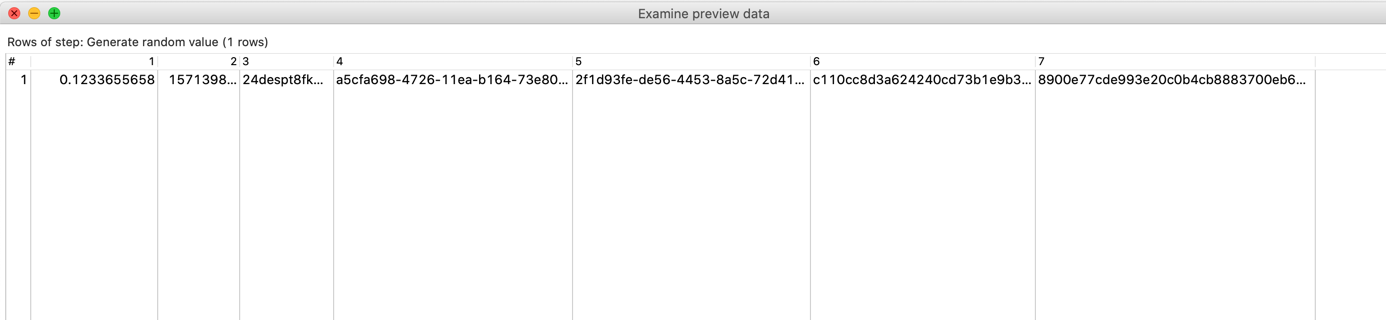 Examine preview data
Rows of step: Generate random value (1 rows)
# 1 2 3 4 5 6 7
1 0.1233655658 1571398... 24despt8fk... a5cfa698-4726-11ea-b164-73e80... 2f1d93fe-de56-4453-8a5c-72d41... c110cc8d3a624240cd73b1e9b3... 8900e77cde993e20c0b4cb8883700eb6...